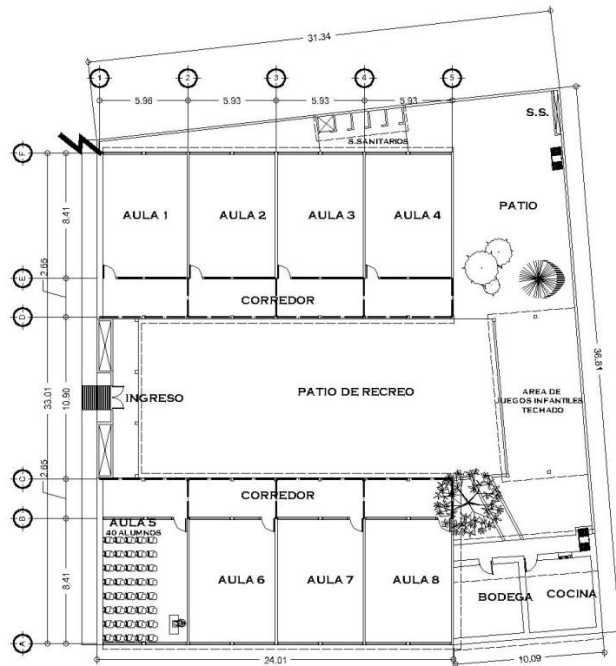 31.34
1
2
3
4
5
5.96
5.93
5.93
5.93
S.S.
S.SANITARIOS
F
8.41
AULA 1
AULA 2
AULA 3
AULA 4
PATIO
E
2.65
CORREDOR
D
36.81
33.01
10.90
INGRESO
PATIO DE RECREO
AREA DE
JUEGOS INFANTILES
TECHADO
2.65
C
CORREDOR
B
AULA 5
40 ALUMNOS
8.41
AULA 6
AULA 7
AULA 8
BODEGA
COCINA
A
24.01
10.09